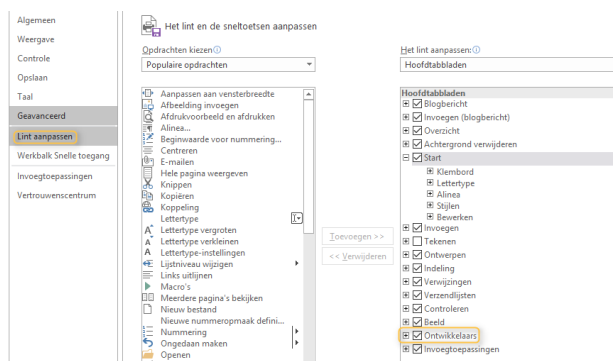 Algemeen
Weergave
Controle
Opslaan
Taal
Geavanceerd
Lint aanpassen
Werkbalk Snelle toegang
Invoegtoepassingen
Vertrouwenscentrum
Het lint en de sneltoetsen aanpassen
Opdrachten kiezen
Populaire opdrachten
Aanpassen aan vensterbreedte
Afbeelding invoegen
Afdrukvoorbeeld en afdrukken
Alinea...
Beginwaarde voor nummering...
Centreren
E-mailen
Hele pagina weergeven
Knippen
Kopiëren
Koppeling
Lettertype
Lettertype vergroten
Lettertype verkleinen
Lettertype-instellingen
Lijstniveau wijzigen
Links uitlijnen
Macro's
Meerdere pagina's bekijken
Nieuw bestand
Nieuwe nummeropmaak defini...
Nummering
Ongedaan maken
Openen
Toevoegen >>
<< Verwijderen
Het lint aanpassen:
Hoofdtabbladen
Hoofdtabbladen
Blogbericht
Invoegen (blogbericht)
Overzicht
Achtergrond verwijderen
Start
Klembord
Lettertype
Alinea
Stijlen
Bewerken
Invoegen
Tekenen
Ontwerpen
Indeling
Verwijzingen
Verzendlijsten
Controleren
Beeld
Ontwikkelaars
Invoegtoepassingen